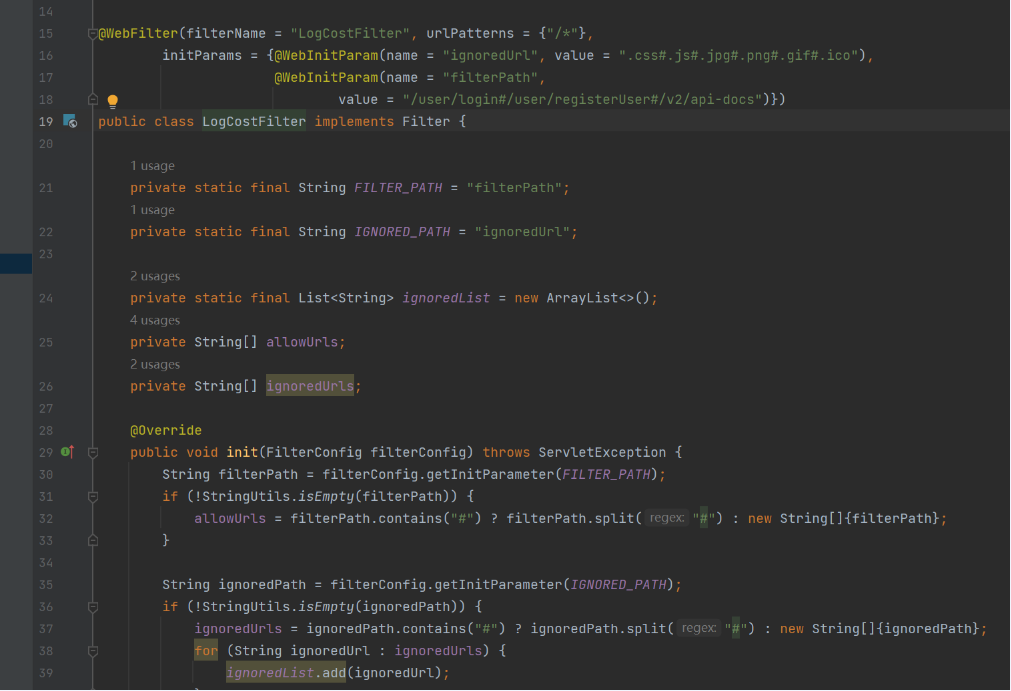 14
15 @WebFilter(filterName = "LogCostFilter", urlPatterns = {"/*"},
16 initParams = {@WebInitParam(name = "ignoredUrl", value = ".css#.js#.jpg#.png#.gif#.ico"),
17 @WebInitParam(name = "filterPath",
18 value = "/user/login#/user/registerUser#/v2/api-docs")})
19 public class LogCostFilter implements Filter {
20
1 usage
21 private static final String FILTER_PATH = "filterPath";
1 usage
22 private static final String IGNORED_PATH = "ignoredUrl";
23
2 usages
24 private static final List<String> ignoredList = new ArrayList<>();
4 usages
25 private String[] allowUrls;
2 usages
26 private String[] ignoredUrls;
27
28 @Override
29 public void init(FilterConfig filterConfig) throws ServletException {
30 String filterPath = filterConfig.getInitParameter(FILTER_PATH);
31 if (!StringUtils.isEmpty(filterPath)) {
32 allowUrls = filterPath.contains("#") ? filterPath.split( regex: "#") : new String[]{filterPath};
33 }
34
35 String ignoredPath = filterConfig.getInitParameter(IGNORED_PATH);
36 if (!StringUtils.isEmpty(ignoredPath)) {
37 ignoredUrls = ignoredPath.contains("#") ? ignoredPath.split( regex: "#") : new String[]{ignoredPath};
38 for (String ignoredUrl : ignoredUrls) {
39 ignoredList.add(ignoredUrl);